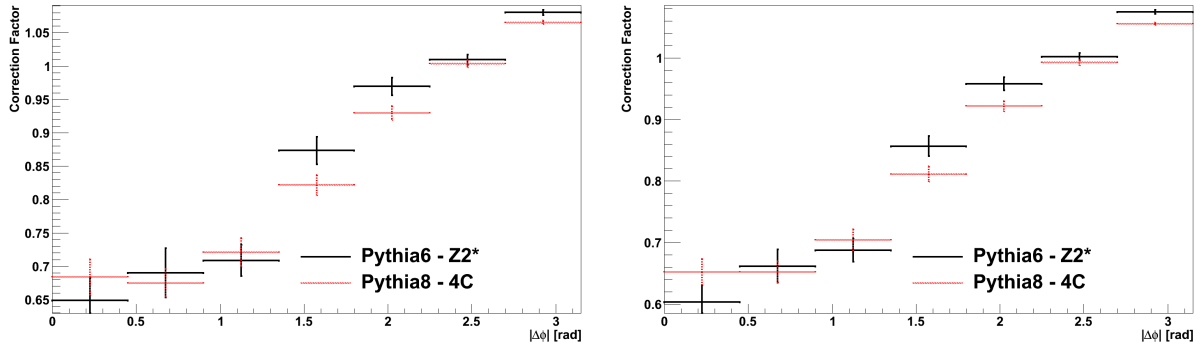 Correction Factor
1.05
1
0.95
0.9
0.85
0.8
0.75
0.7
0.65
Pythia6 - Z2*
Pythia8 - 4C
0 0.5 1 1.5 2 2.5 3
|Δϕ| [rad]
Correction Factor
1
0.9
0.8
0.7
0.6
Pythia6 - Z2*
Pythia8 - 4C
0 0.5 1 1.5 2 2.5 3
|Δϕ| [rad]